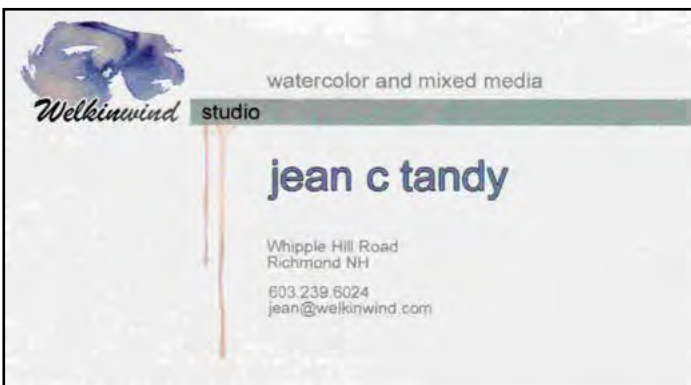 watercolor and mixed media
Welkinwind studio
jean c tandy
Whipple Hill Road
Richmond NH
603.239.6024
jean@welkinwind.com